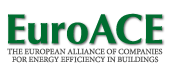 EuroACE
THE EUROPEAN ALLIANCE OF COMPANIES
FOR ENERGY EFFICIENCY IN BUILDINGS